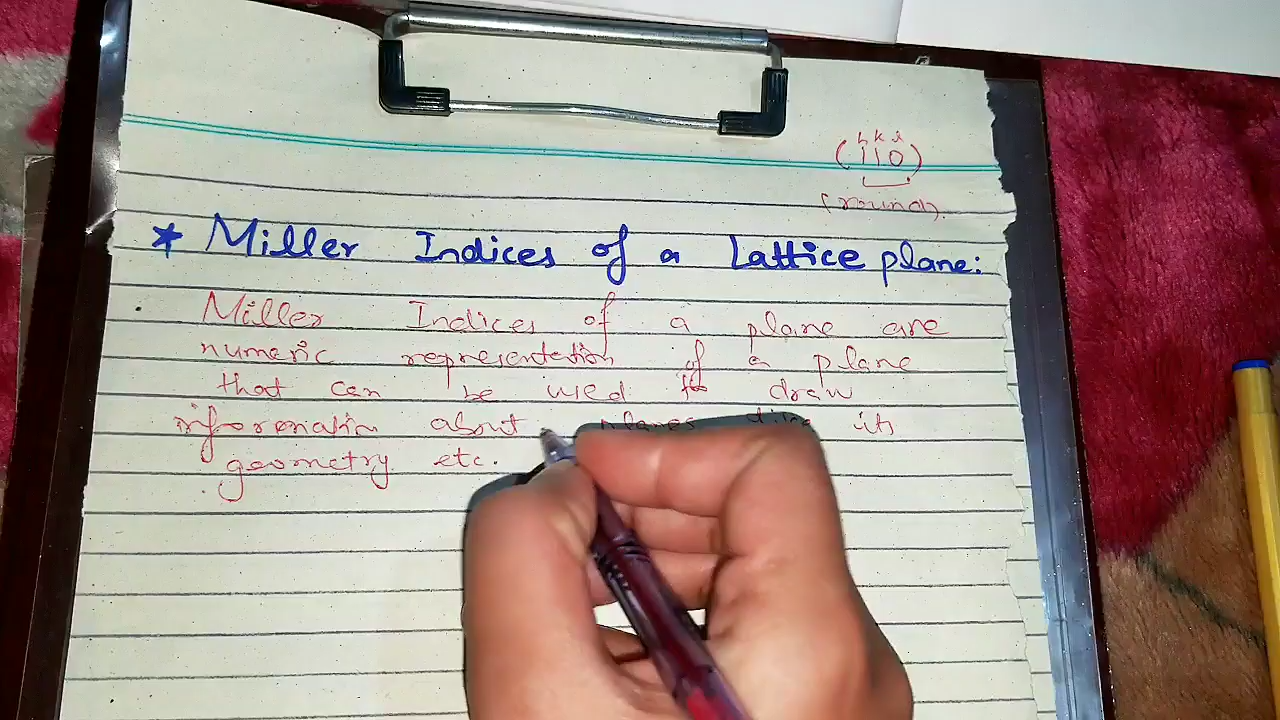 h k l
(110)
(round).
* Miller Indices of a Lattice plane:
Miller Indices of a plane are
numeric representation of a plane
that can be used to draw
information about planes like its
geometry etc.